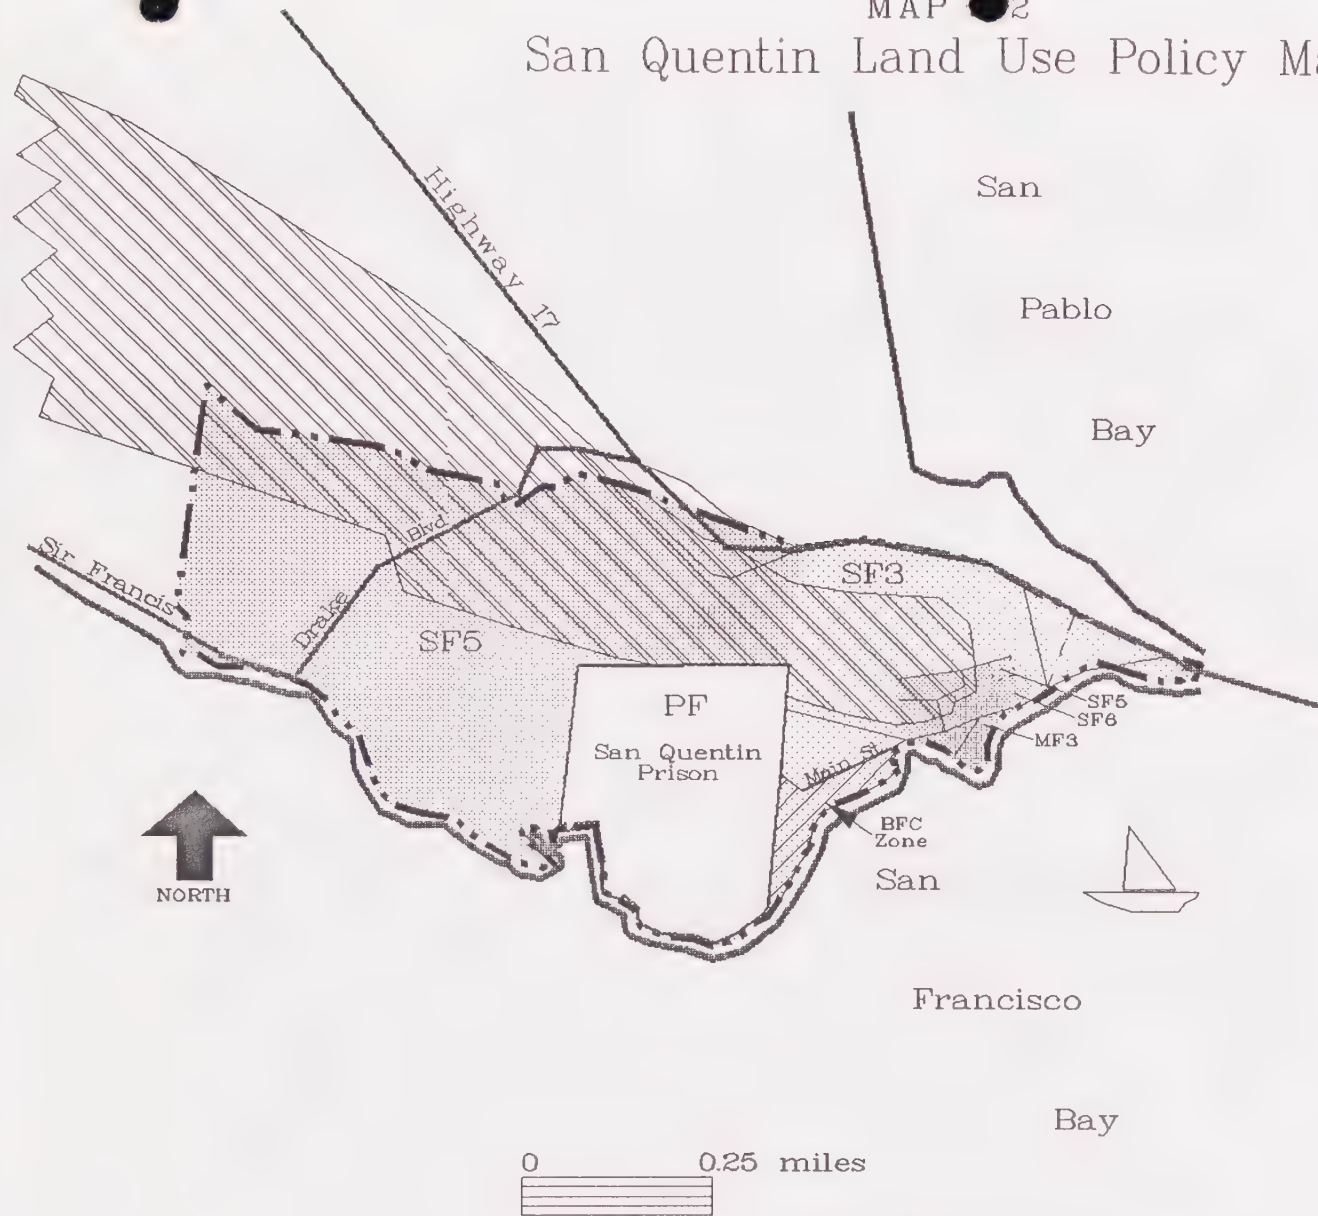 MAP 2
San Quentin Land Use Policy
San
Pablo
Bay
Highway 17
Sir Francis
Drake
Blvd
SF3
SF5
PF
San Quentin
Prison
Main St.
SF5
SF6
MF3
BFC
Zone
San
Francisco
Bay
NORTH
0 0.25 miles